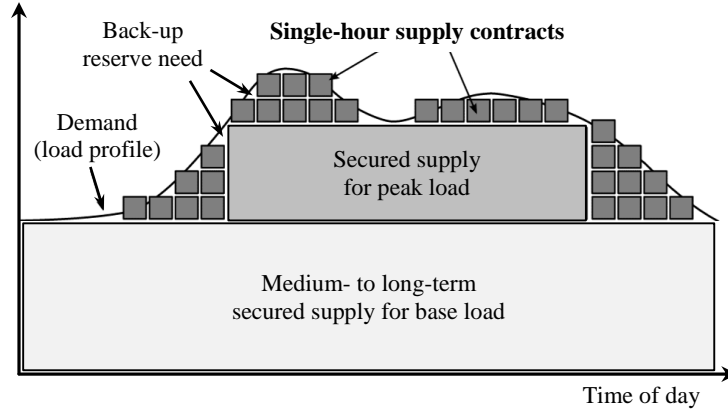 Back-up
reserve need
Single-hour supply contracts
Demand
(load profile)
Secured supply
for peak load
Medium- to long-term
secured supply for base load
Time of day